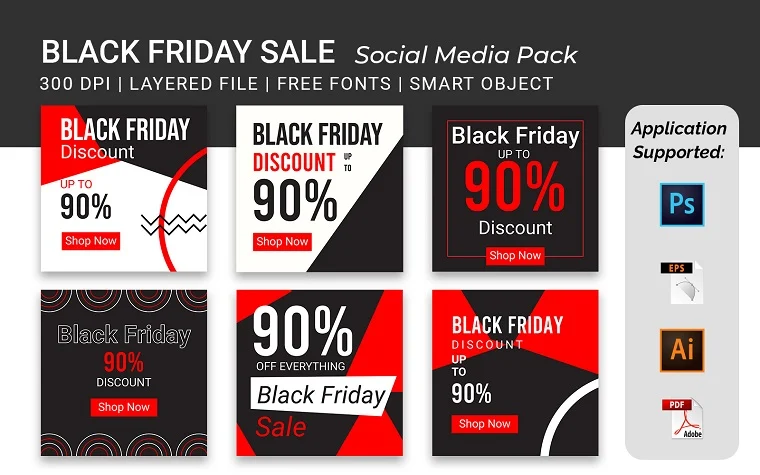 BLACK FRIDAY SALE Social Media Pack
300 DPI | LAYERED FILE | FREE FONTS | SMART OBJECT
BLACK FRIDAY
Discount
UP TO
90%
Shop Now
BLACK FRIDAY
DISCOUNT UP TO
90%
Shop Now
Black Friday
UP TO
90%
Discount
Shop Now
Black Friday
90%
DISCOUNT
Shop Now
90%
OFF EVERYTHING
Black Friday
Sale
BLACK FRIDAY
DISCOUNT
UP
TO
90%
Shop Now
Application
Supported:
Ps
EPS
Ai
PDF
Adobe